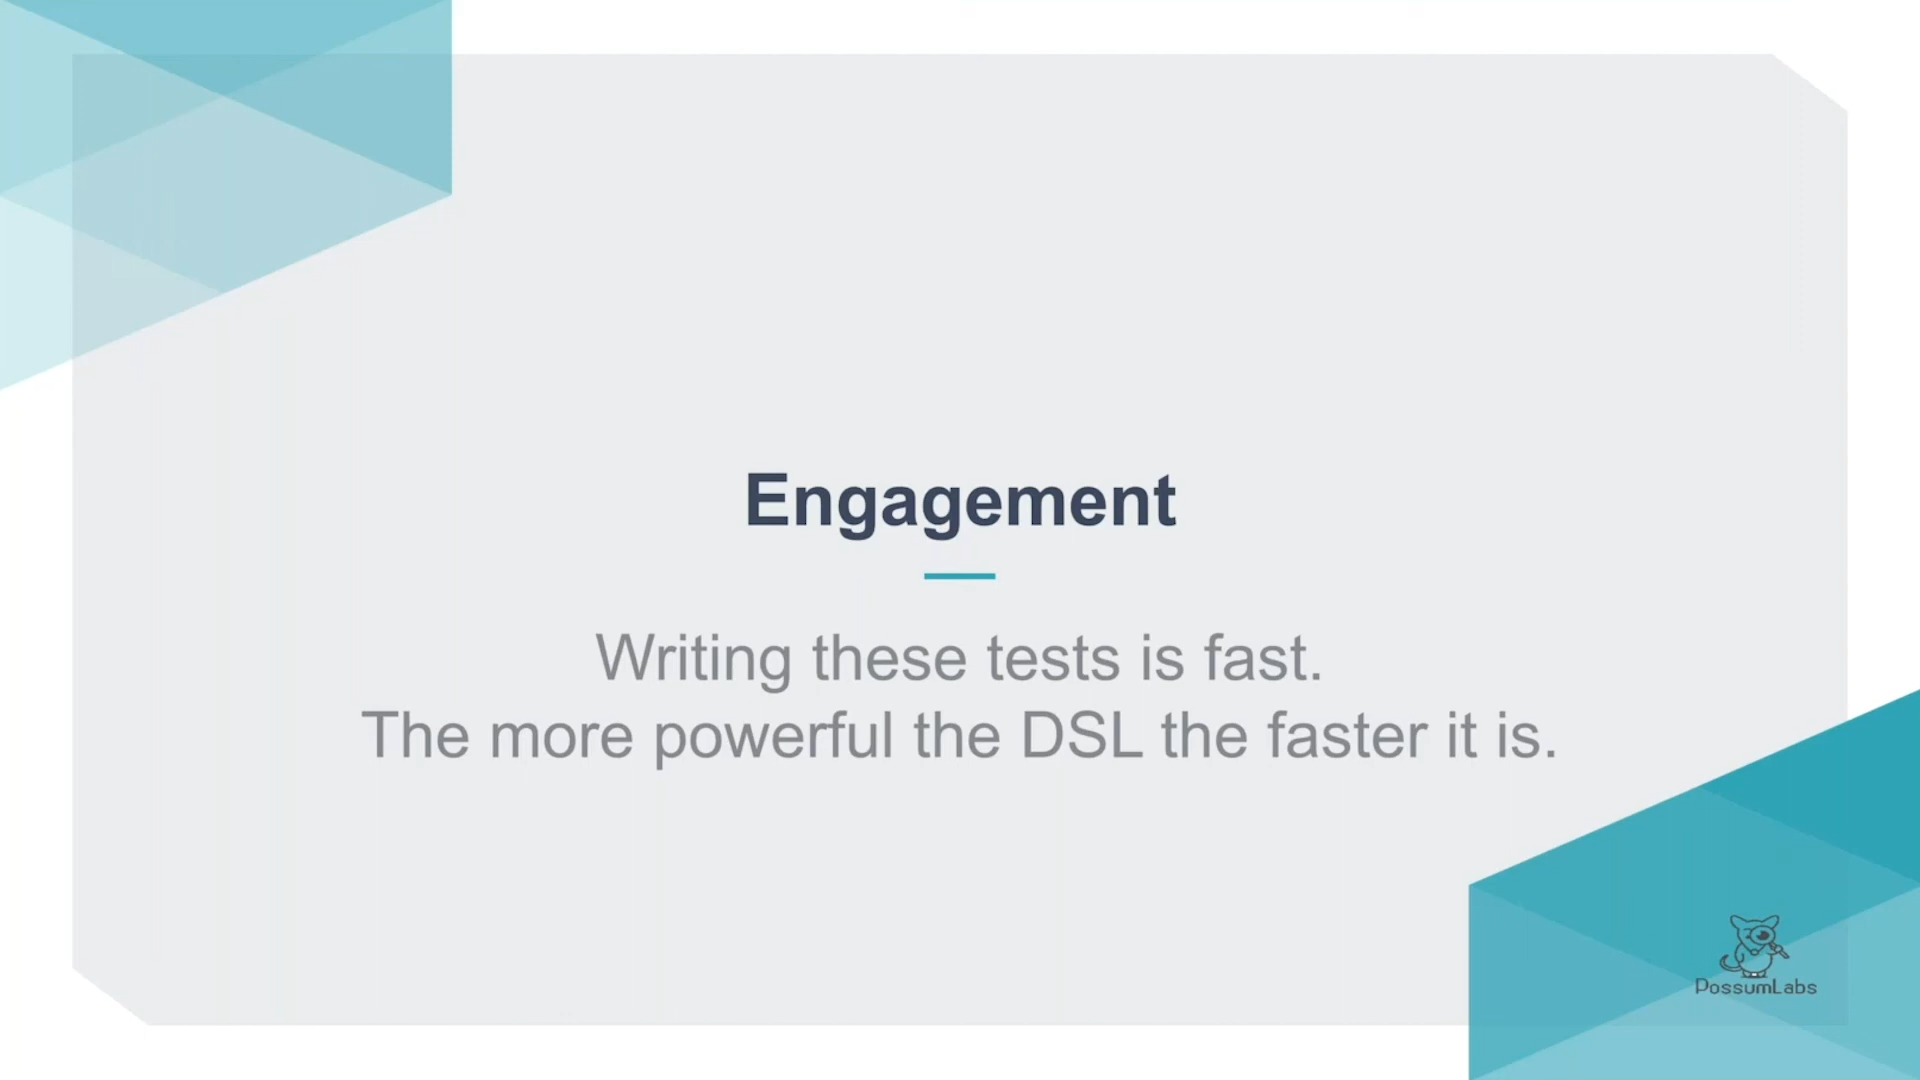 Engagement
Writing these tests is fast.
The more powerful the DSL the faster it is.
PossumLabs